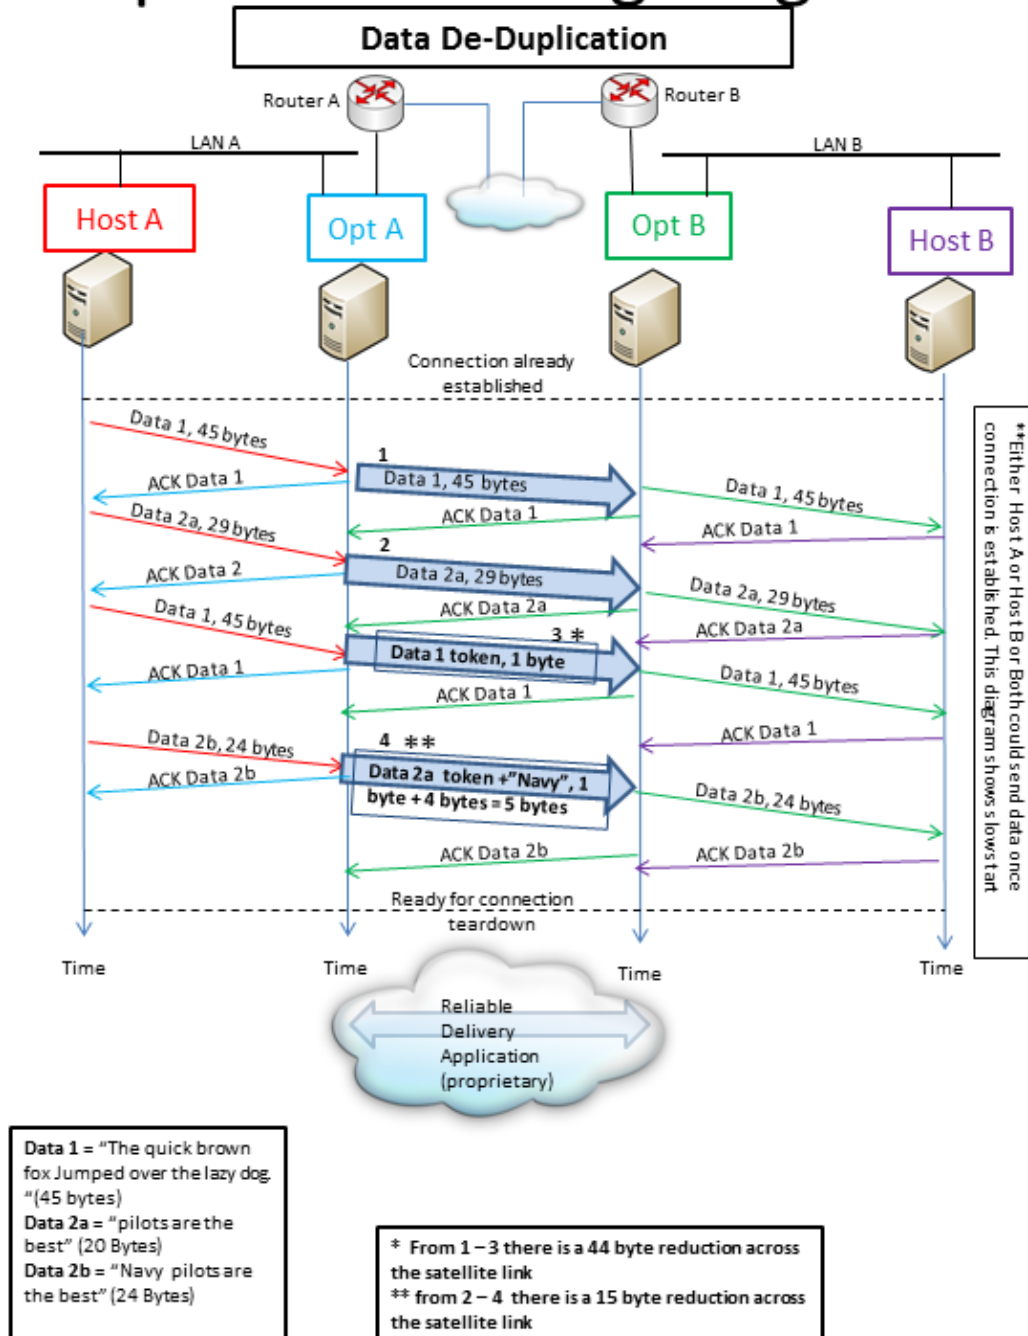 Data De-Duplication
Router A
Router B
LAN A
LAN B
Host A
Opt A
Opt B
Host B
Connection already
established
Data 1, 45 bytes
1
Data 1, 45 bytes
ACK Data 1
Data 1, 45 bytes
ACK Data 1
ACK Data 1
Data 2a, 29 bytes
2
Data 2a, 29 bytes
ACK Data 2
Data 2a, 29 bytes
ACK Data 2a
ACK Data 2a
Data 1, 45 bytes
3 *
Data 1 token, 1 byte
ACK Data 1
Data 1, 45 bytes
ACK Data 1
ACK Data 1
Data 2b, 24 bytes
4 **
Data 2a token +"Navy", 1
byte + 4 bytes = 5 bytes
ACK Data 2b
Data 2b, 24 bytes
ACK Data 2b
ACK Data 2b
Ready for connection
teardown
Time
Time
Time
Time
**Either Host A or Host B or Both could send data once
connection is established. This diagram shows slow start
Reliable
Delivery
Application
(proprietary)
Data 1 = "The quick brown
fox Jumped over the lazy dog.
"(45 bytes)
Data 2a = "pilots are the
best" (20 Bytes)
Data 2b = "Navy pilots are
the best" (24 Bytes)
* From 1 – 3 there is a 44 byte reduction across
the satellite link
** from 2 – 4 there is a 15 byte reduction across
the satellite link